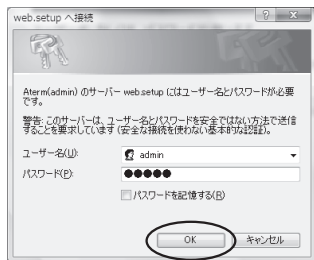 web.setup へ接続
Aterm(admin) のサーバー web.setup にはユーザー名とパスワードが必要
です。
警告: このサーバーは、ユーザー名とパスワードを安全ではない方法で送信
することを要求しています (安全な接続を使わない基本的な認証)。
ユーザー名(U):
admin
パスワード(P):
●●●●●
パスワードを記憶する(R)
OK
キャンセル